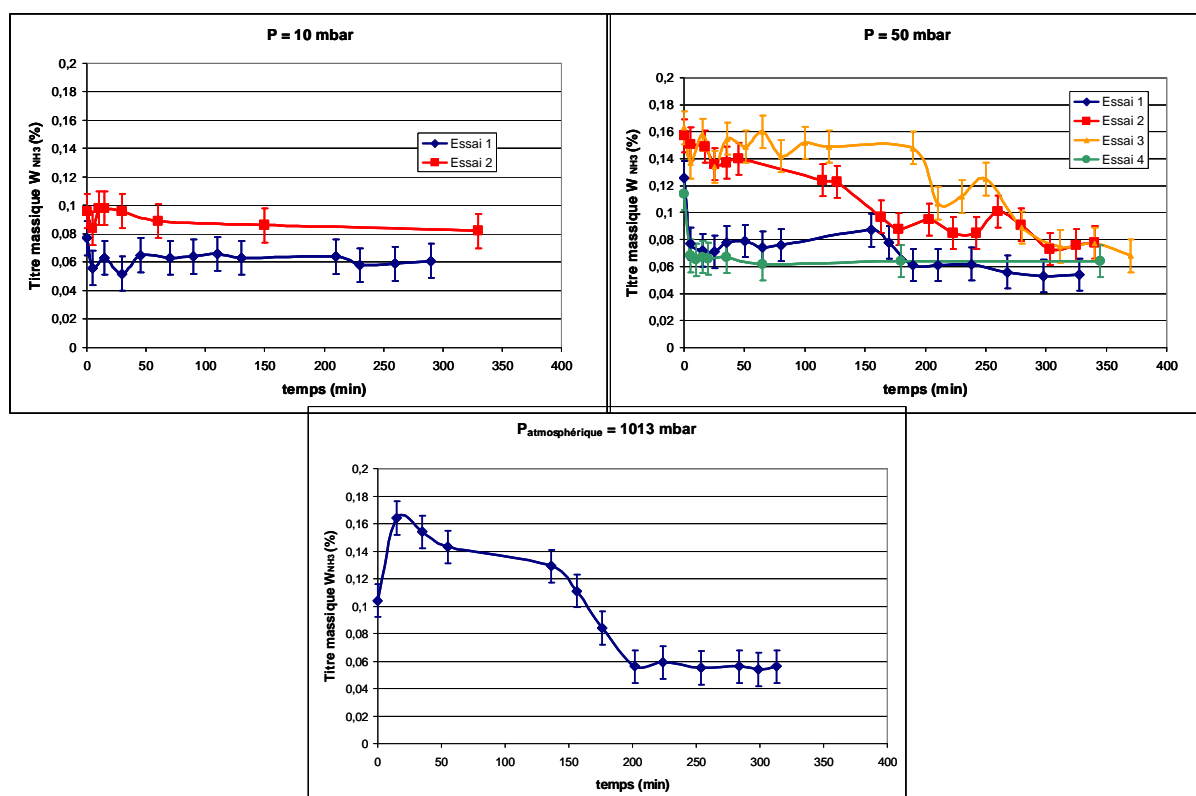 P = 10 mbar
Titre massique W NH3 (%)
0,2
0,18
0,16
0,14
0,12
0,1
0,08
0,06
0,04
0,02
0
Essai 1
Essai 2
0 50 100 150 200 250 300 350 400
temps (min)
P = 50 mbar
Titre massique W NH3 (%)
0,2
0,18
0,16
0,14
0,12
0,1
0,08
0,06
0,04
0,02
0
Essai 1
Essai 2
Essai 3
Essai 4
0 50 100 150 200 250 300 350 400
temps (min)
Patmosphérique = 1013 mbar
Titre massique WNH3 (%)
0,2
0,18
0,16
0,14
0,12
0,1
0,08
0,06
0,04
0,02
0
0 50 100 150 200 250 300 350 400
temps (min)